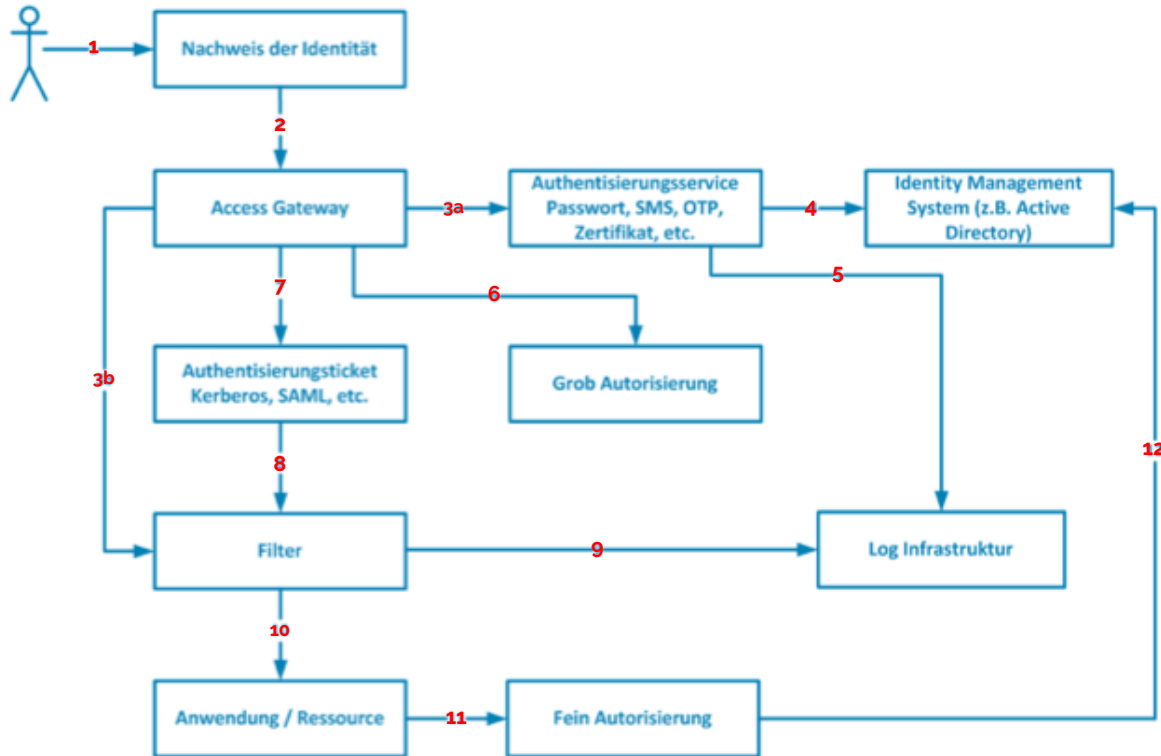 1
Nachweis der Identität
2
Access Gateway
3a
Authentisierungsservice
Passwort, SMS, OTP,
Zertifikat, etc.
4
Identity Management
System (z.B. Active
Directory)
5
6
7
3b
Authentisierungsticket
Kerberos, SAML, etc.
Grob Autorisierung
8
12
Filter
9
Log Infrastruktur
10
Anwendung / Ressource
11
Fein Autorisierung